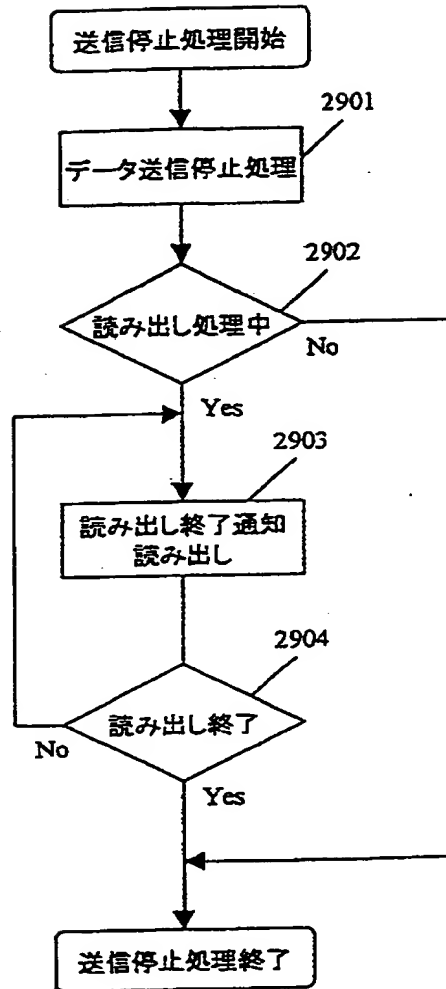 送信停止処理開始
2901
データ送信停止処理
2902
読み出し処理中
No
Yes
2903
読み出し終了通知
読み出し
2904
読み出し終了
No
Yes
送信停止処理終了